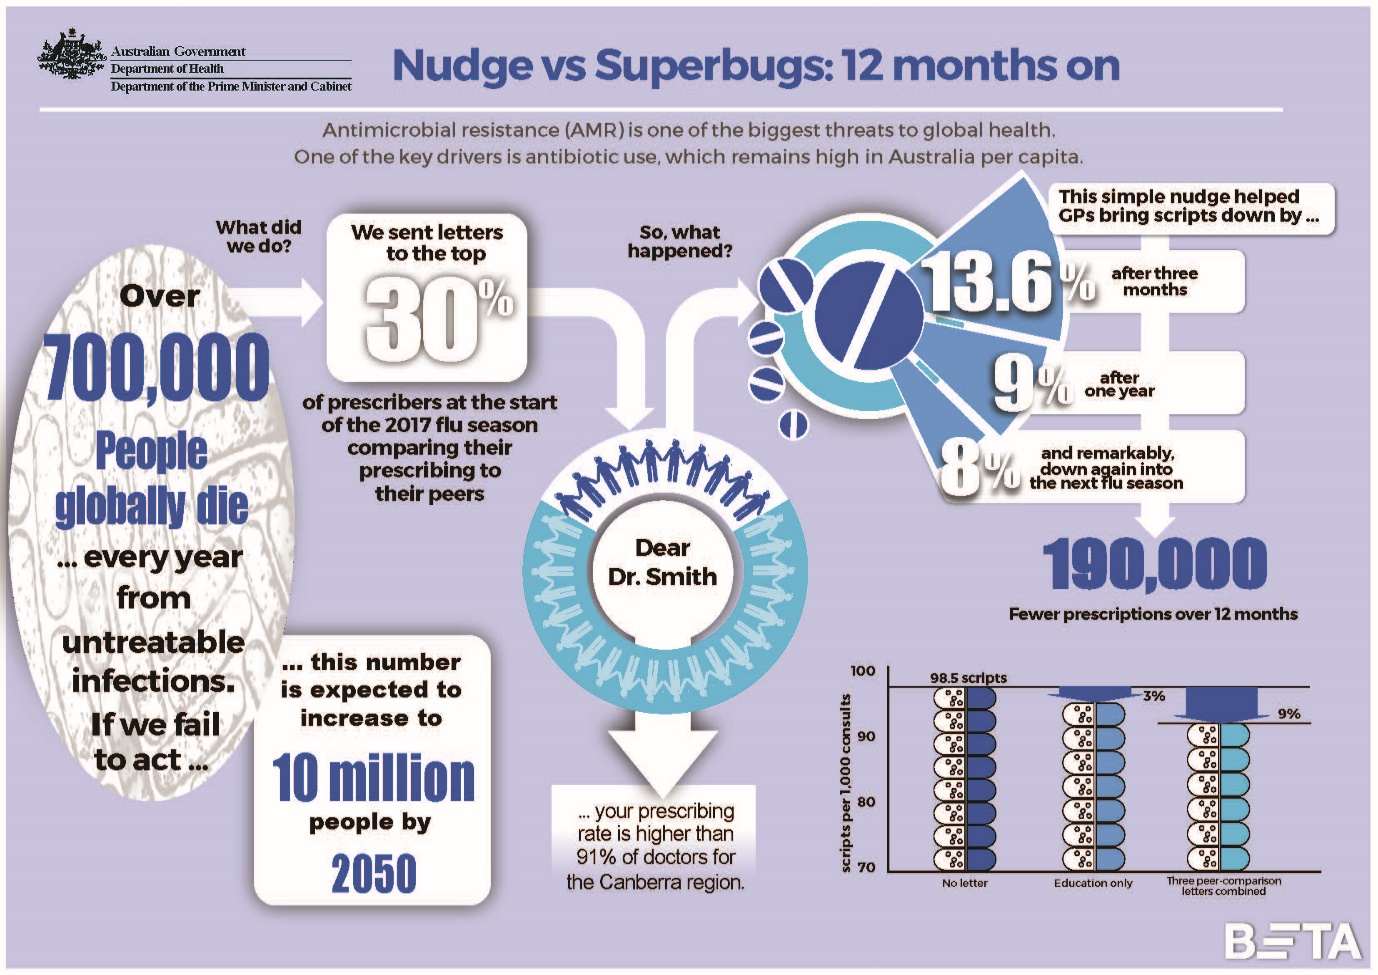 Australian Government
Department of Health
Department of the Prime Minister and Cabinet
Nudge vs Superbugs: 12 months on
Antimicrobial resistance (AMR) is one of the biggest threats to global health.
One of the key drivers is antibiotic use, which remains high in Australia per capita.
Over
700,000
People
globally die
... every year
from
untreatable
infections.
If we fail
to act ...
... this number
is expected to
increase to
10 million
people by
2050
What did
we do?
We sent letters
to the top
30%
of prescribers at the start
of the 2017 flu season
comparing their
prescribing to
their peers
Dear
Dr. Smith
... your prescribing
rate is higher than
91% of doctors for
the Canberra region.
So, what
happened?
This simple nudge helped
GPs bring scripts down by ...
13.6%
after three
months
9%
after
one year
8%
and remarkably,
down again into
the next flu season
190,000
Fewer prescriptions over 12 months
scripts per 1,000 consults
100
90
80
70
98.5 scripts
3%
9%
No letter
Education only
Three peer-comparison
letters combined
BETA